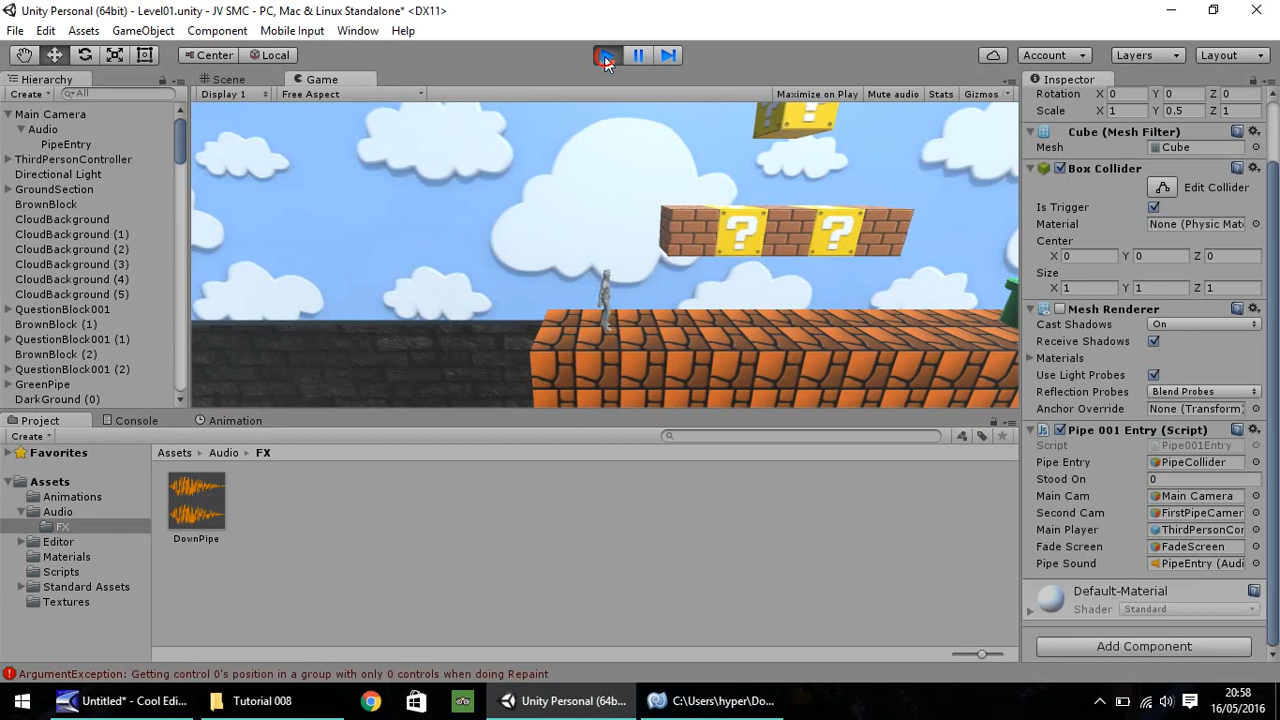 Unity Personal (64bit) - Level01.unity - JV SMC - PC, Mac & Linux Standalone* <DX11>
File Edit Assets GameObject Component Mobile Input Window Help
Center Local Account Layers Layout
Hierarchy
Create All
Main Camera
Audio
PipeEntry
ThirdPersonController
Directional Light
GroundSection
BrownBlock
CloudBackground
CloudBackground (1)
CloudBackground (2)
CloudBackground (3)
CloudBackground (4)
CloudBackground (5)
QuestionBlock001
BrownBlock (1)
QuestionBlock001 (1)
BrownBlock (2)
QuestionBlock001 (2)
GreenPipe
DarkGround (0)
Scene Game
Display 1 Free Aspect Maximize on Play Mute audio Stats Gizmos
? ?
Inspector
Rotation X 0 Y 0 Z 0
Scale X 1 Y 0.5 Z 1
Cube (Mesh Filter)
Mesh Cube
Box Collider
Edit Collider
Is Trigger
Material None (Physic Mat
Center
X 0 Y 0 Z 0
Size
X 1 Y 1 Z 1
Mesh Renderer
Cast Shadows On
Receive Shadows
Materials
Use Light Probes
Reflection Probes Blend Probes
Anchor Override None (Transform)
Pipe 001 Entry (Script)
Script Pipe001Entry
Pipe Entry PipeCollider
Stood On 0
Main Cam Main Camera
Second Cam FirstPipeCamer
Main Player ThirdPersonCor
Fade Screen FadeScreen
Pipe Sound PipeEntry (Audi
Default-Material
Shader Standard
Add Component
Project Console Animation
Create
Favorites
Assets
Animations
Audio
FX
Editor
Materials
Scripts
Standard Assets
Textures
Assets Audio FX
DownPipe
ArgumentException: Getting control 0's position in a group with only 0 controls when doing Repaint
Untitled* - Cool Edi... Tutorial 008 Unity Personal (64b... C:\Users\hyper\Do...
20:58
16/05/2016